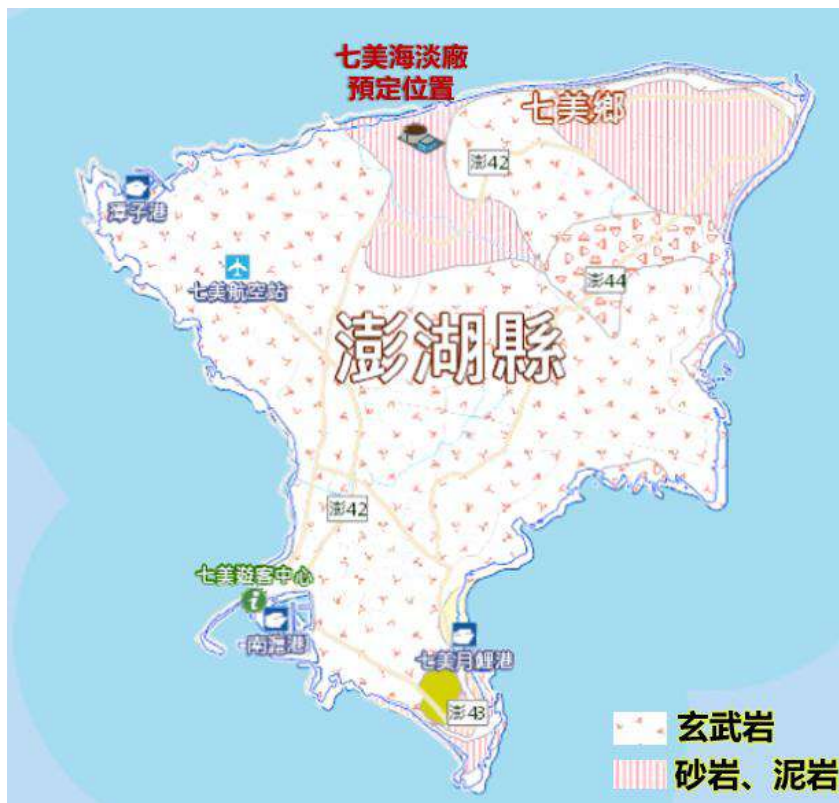 七美海淡廠
預定位置
七美鄉
澎42
潭子港
七美航空站
澎44
澎湖縣
澎42
七美遊客中心
i
南滬港
七美月鯉港
澎43
玄武岩
砂岩、泥岩